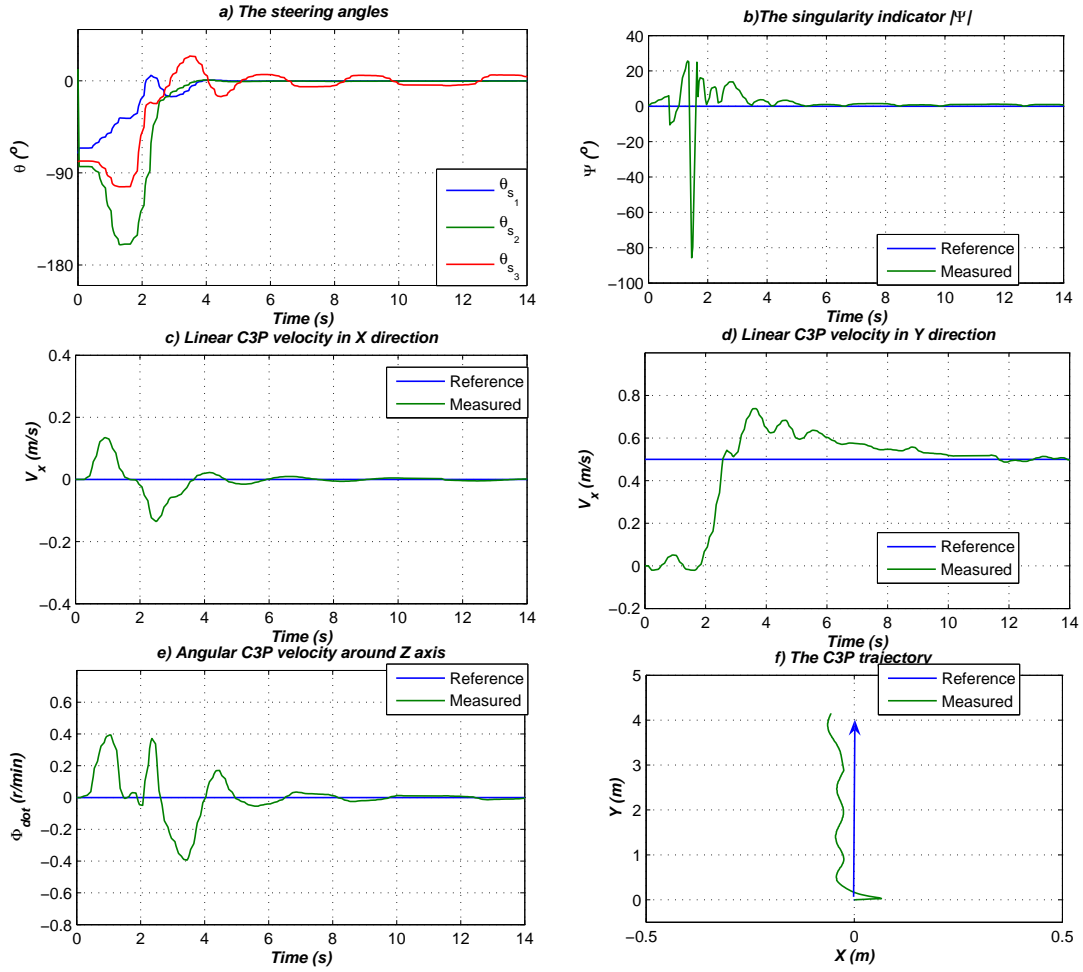 a) The steering angles
0
−90
−180
θ (º)
0 2 4 6 8 10 12 14
Time (s)
θs1
θs2
θs3
b)The singularity indicator |Ψ|
40
20
0
−20
−40
−60
−80
−100
Ψ (º)
Reference
Measured
0 2 4 6 8 10 12 14
Time (s)
c) Linear C3P velocity in X direction
0.4
0.2
0
−0.2
−0.4
V_x (m/s)
Reference
Measured
0 2 4 6 8 10 12 14
Time (s)
d) Linear C3P velocity in Y direction
0.8
0.6
0.4
0.2
0
−0.2
V_x (m/s)
Reference
Measured
0 2 4 6 8 10 12 14
Time (s)
e) Angular C3P velocity around Z axis
0.6
0.4
0.2
0
−0.2
−0.4
−0.6
−0.8
Φ_dot (r/min)
Reference
Measured
0 2 4 6 8 10 12 14
Time (s)
f) The C3P trajectory
5
4
3
2
1
0
Y (m)
Reference
Measured
−0.5 0 0.5
X (m)